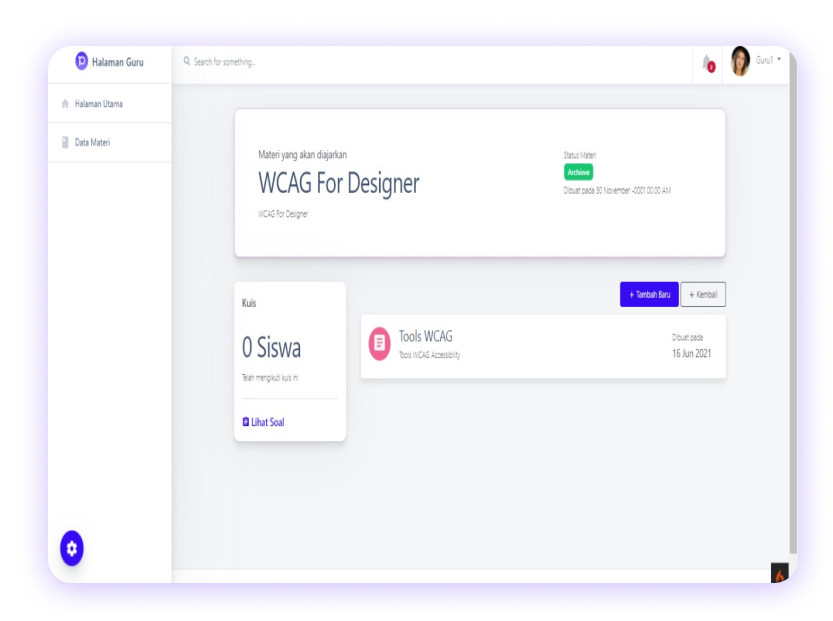 Halaman Guru
Search for something...
2
Guru1
Halaman Utama
Data Materi
Materi yang akan diajarkan
WCAG For Designer
WCAG For Designer
Status Materi
Archieve
Dibuat pada 30 November -0001 00:00 AM
Kuis
0 Siswa
Telah mengikuti kuis ini
Lihat Soal
+ Tambah Baru
← Kembali
Tools WCAG
Tools WCAG Accessibility
Dibuat pada
16 Jun 2021